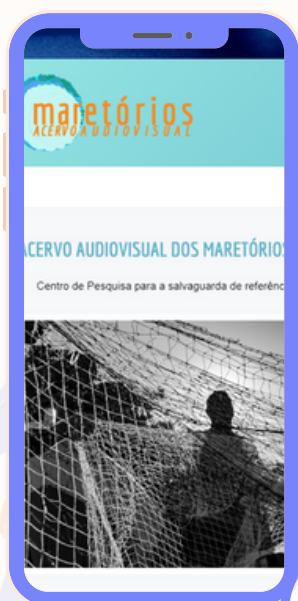 maretórios
ACERVO AUDIOVISUAL
ACERVO AUDIOVISUAL DOS MARETÓRIOS
Centro de Pesquisa para a salvaguarda de referênc